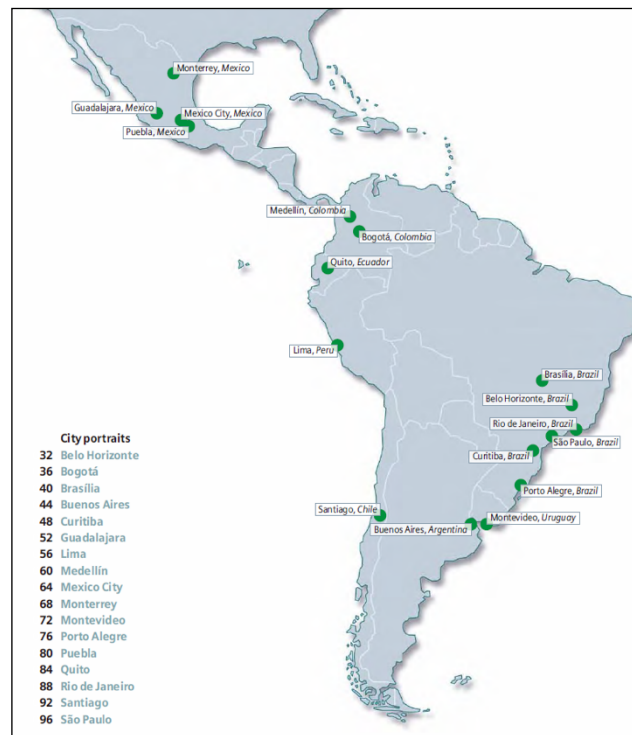 Monterrey, Mexico
Guadalajara, Mexico
Mexico City, Mexico
Puebla, Mexico
Medellín, Colombia
Bogotá, Colombia
Quito, Ecuador
Lima, Peru
Brasília, Brazil
Belo Horizonte, Brazil
Rio de Janeiro, Brazil
São Paulo, Brazil
Curitiba, Brazil
Porto Alegre, Brazil
Santiago, Chile
Buenos Aires, Argentina
Montevideo, Uruguay
City portraits
32 Belo Horizonte
36 Bogotá
40 Brasília
44 Buenos Aires
48 Curitiba
52 Guadalajara
56 Lima
60 Medellín
64 Mexico City
68 Monterrey
72 Montevideo
76 Porto Alegre
80 Puebla
84 Quito
88 Rio de Janeiro
92 Santiago
96 São Paulo